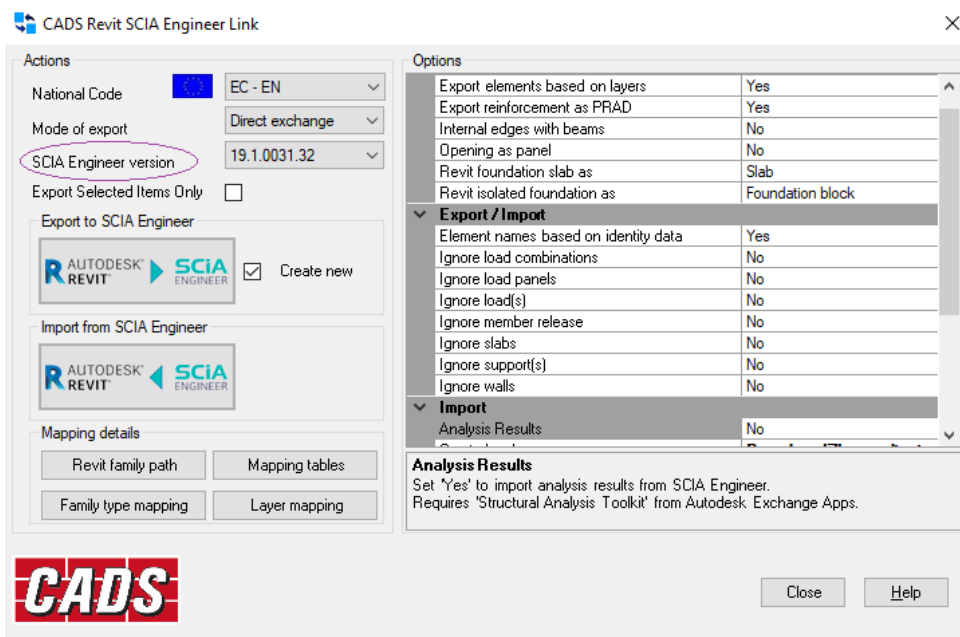 CADS Revit SCIA Engineer Link
Actions
National Code
EC - EN
Mode of export
Direct exchange
SCIA Engineer version
19.1.0031.32
Export Selected Items Only
Export to SCIA Engineer
R AUTODESK® REVIT® SCiA ENGINEER
Create new
Import from SCIA Engineer
R AUTODESK® REVIT® SCiA ENGINEER
Mapping details
Revit family path
Mapping tables
Family type mapping
Layer mapping
CADS
Options
Export elements based on layers Yes
Export reinforcement as PRAD Yes
Internal edges with beams No
Opening as panel No
Revit foundation slab as Slab
Revit isolated foundation as Foundation block
Export / Import
Element names based on identity data Yes
Ignore load combinations No
Ignore load panels No
Ignore load(s) No
Ignore member release No
Ignore slabs No
Ignore support(s) No
Ignore walls No
Import
Analysis Results No
Analysis Results
Set 'Yes' to import analysis results from SCIA Engineer.
Requires 'Structural Analysis Toolkit' from Autodesk Exchange Apps.
Close
Help